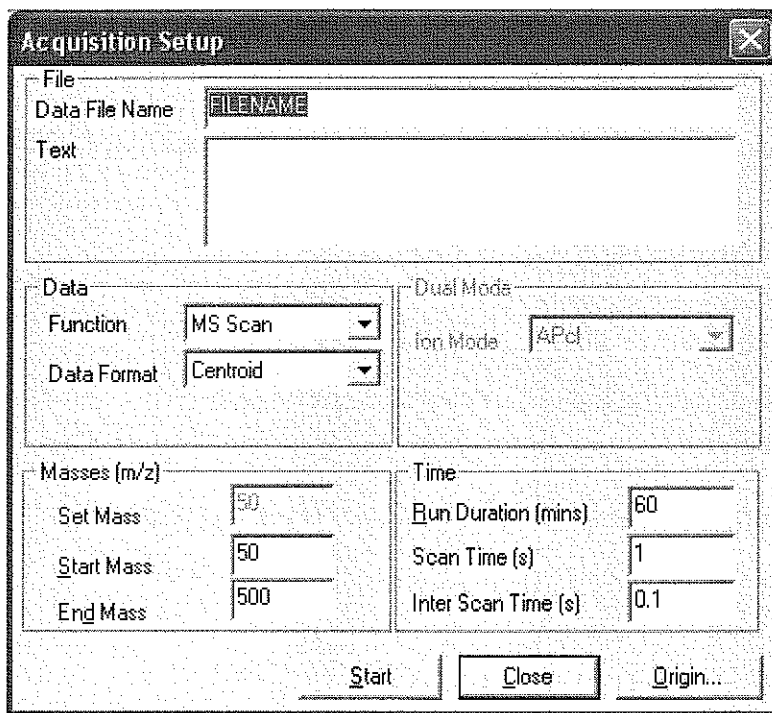 Acquisition Setup
File
Data File Name FILENAME
Text
Data
Function MS Scan
Data Format Centroid
Dual Mode
Ion Mode APcI
Masses (m/z)
Set Mass 50
Start Mass 50
End Mass 500
Time
Run Duration (mins) 60
Scan Time (s) 1
Inter Scan Time (s) 0.1
Start Close Origin...